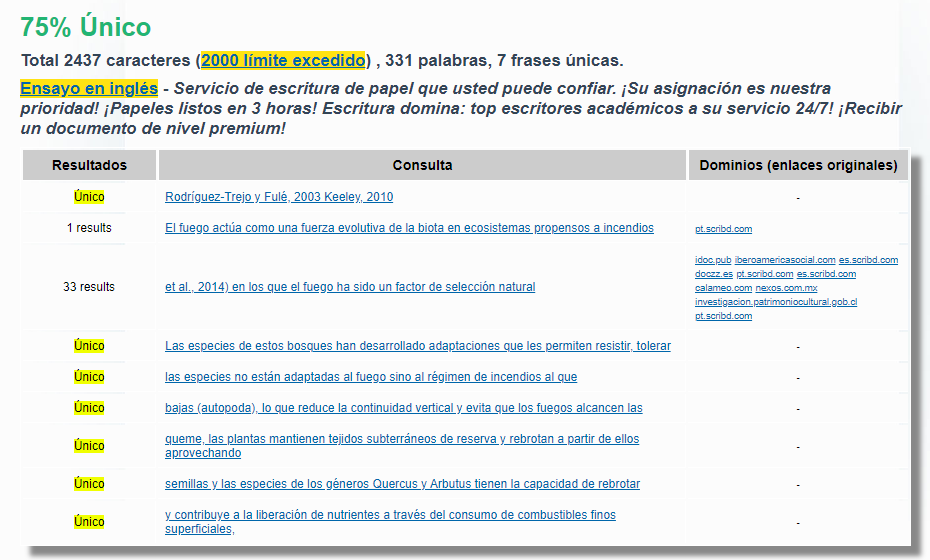 75% Único
Total 2437 caracteres (2000 límite excedido) , 331 palabras, 7 frases únicas.
Ensayo en inglés - Servicio de escritura de papel que usted puede confiar. ¡Su asignación es nuestra
prioridad! ¡Papeles listos en 3 horas! Escritura domina: top escritores académicos a su servicio 24/7! ¡Recibir
un documento de nivel premium!
Resultados Consulta Dominios (enlaces originales)
Único Rodríguez-Trejo y Fulé, 2003 Keeley, 2010 -
1 results El fuego actúa como una fuerza evolutiva de la biota en ecosistemas propensos a incendios pt.scribd.com
33 results et al., 2014) en los que el fuego ha sido un factor de selección natural
idoc.pub iberoamericasocial.com es.scribd.com
doczz.es pt.scribd.com es.scribd.com
calameo.com nexos.com.mx
investigacion.patrimoniocultural.gob.cl
pt.scribd.com
Único Las especies de estos bosques han desarrollado adaptaciones que les permiten resistir, tolerar -
Único las especies no están adaptadas al fuego sino al régimen de incendios al que -
Único bajas (autopoda), lo que reduce la continuidad vertical y evita que los fuegos alcancen las -
Único queme, las plantas mantienen tejidos subterráneos de reserva y rebrotan a partir de ellos
aprovechando -
Único semillas y las especies de los géneros Quercus y Arbutus tienen la capacidad de rebrotar -
Único y contribuye a la liberación de nutrientes a través del consumo de combustibles finos
superficiales, -